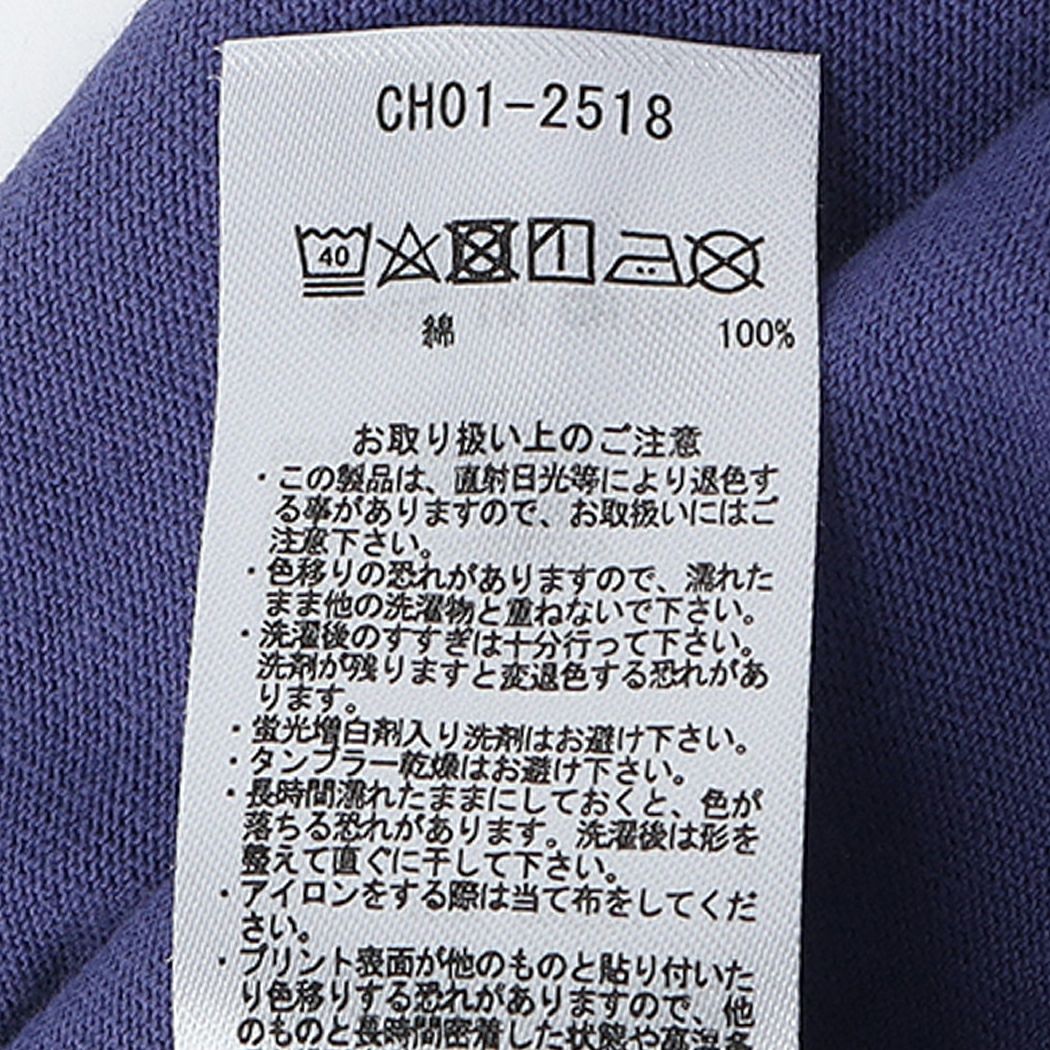 CH01-2518
40
綿 100%
お取り扱い上のご注意
・この製品は、直射日光等により退色す
る事がありますので、お取扱いにはご
注意下さい。
・色移りの恐れがありますので、濡れた
まま他の洗濯物と重ねないで下さい。
・洗濯後のすすぎは十分行って下さい。
洗剤が残りますと変退色する恐れがあ
ります。
・蛍光増白剤入り洗剤はお避け下さい。
・タンブラー乾燥はお避け下さい。
・長時間濡れたままにしておくと、色が
落ちる恐れがあります。洗濯後は形を
整えて直ぐに干して下さい。
・アイロンをする際は当て布をしてくだ
さい。
・プリント表面が他のものと貼り付いた
り色移りする恐れがありますので、他
のものと長時間密着した状態や高温多